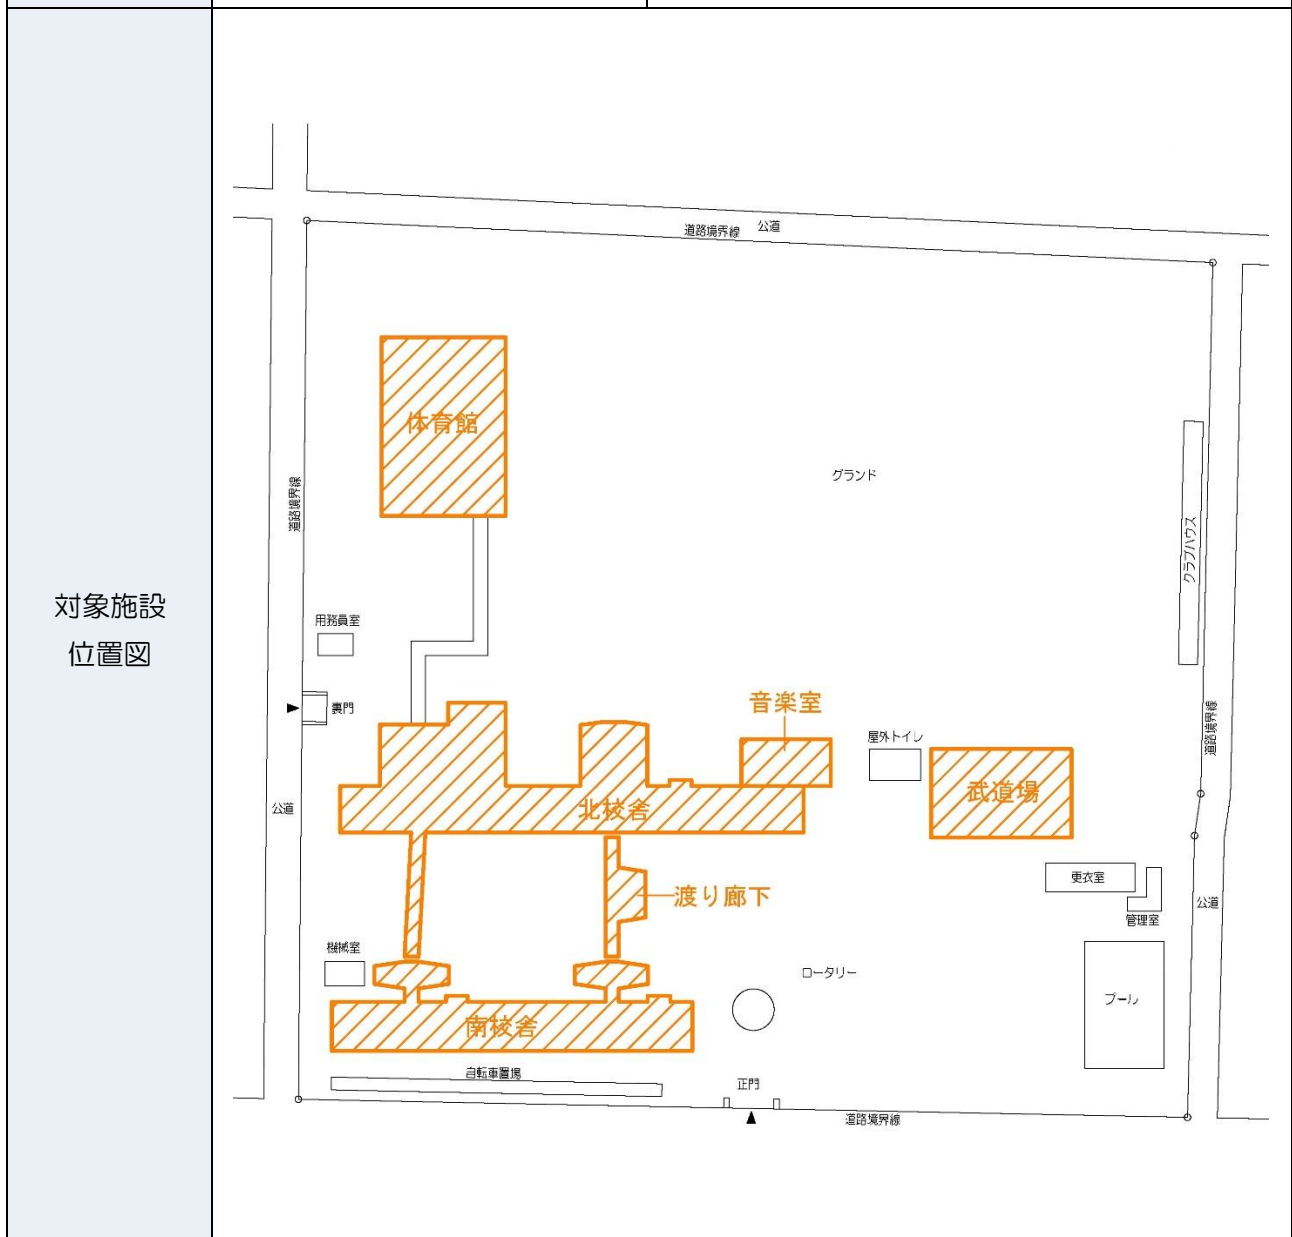 対象施設
位置図
道路境界線
公道
体育館
グランド
道路境界線
クラブハウス
用務員室
裏門
音楽室
屋外トイレ
道路境界線
武道場
公道
北校舎
更衣室
渡り廊下
公道
管理室
機械室
ロータリー
プール
南校舎
自転車置場
正門
道路境界線